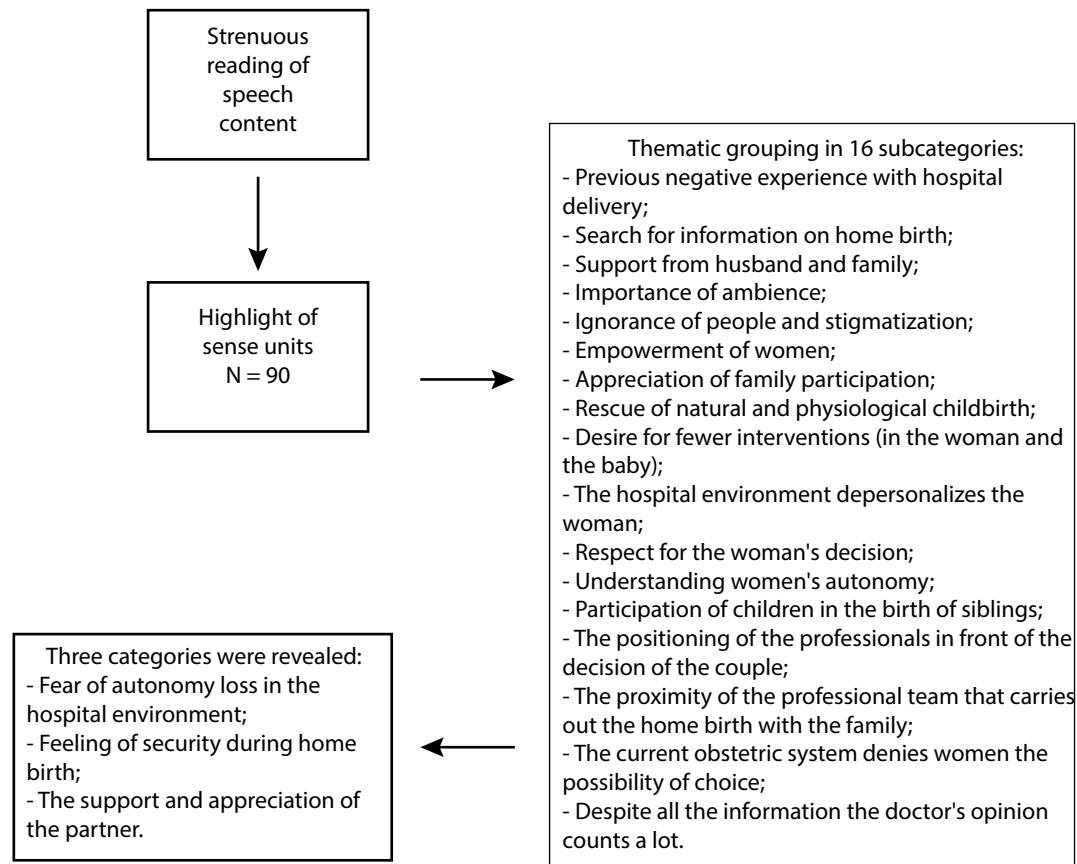 Strenuous
reading of
speech
content
Highlight of
sense units
N = 90
Thematic grouping in 16 subcategories:
- Previous negative experience with hospital
delivery;
- Search for information on home birth;
- Support from husband and family;
- Importance of ambience;
- Ignorance of people and stigmatization;
- Empowerment of women;
- Appreciation of family participation;
- Rescue of natural and physiological childbirth;
- Desire for fewer interventions (in the woman and
the baby);
- The hospital environment depersonalizes the
woman;
- Respect for the woman's decision;
- Understanding women's autonomy;
- Participation of children in the birth of siblings;
- The positioning of the professionals in front of the
decision of the couple;
- The proximity of the professional team that carries
out the home birth with the family;
- The current obstetric system denies women the
possibility of choice;
- Despite all the information the doctor's opinion
counts a lot.
Three categories were revealed:
- Fear of autonomy loss in the
hospital environment;
- Feeling of security during home
birth;
- The support and appreciation of
the partner.